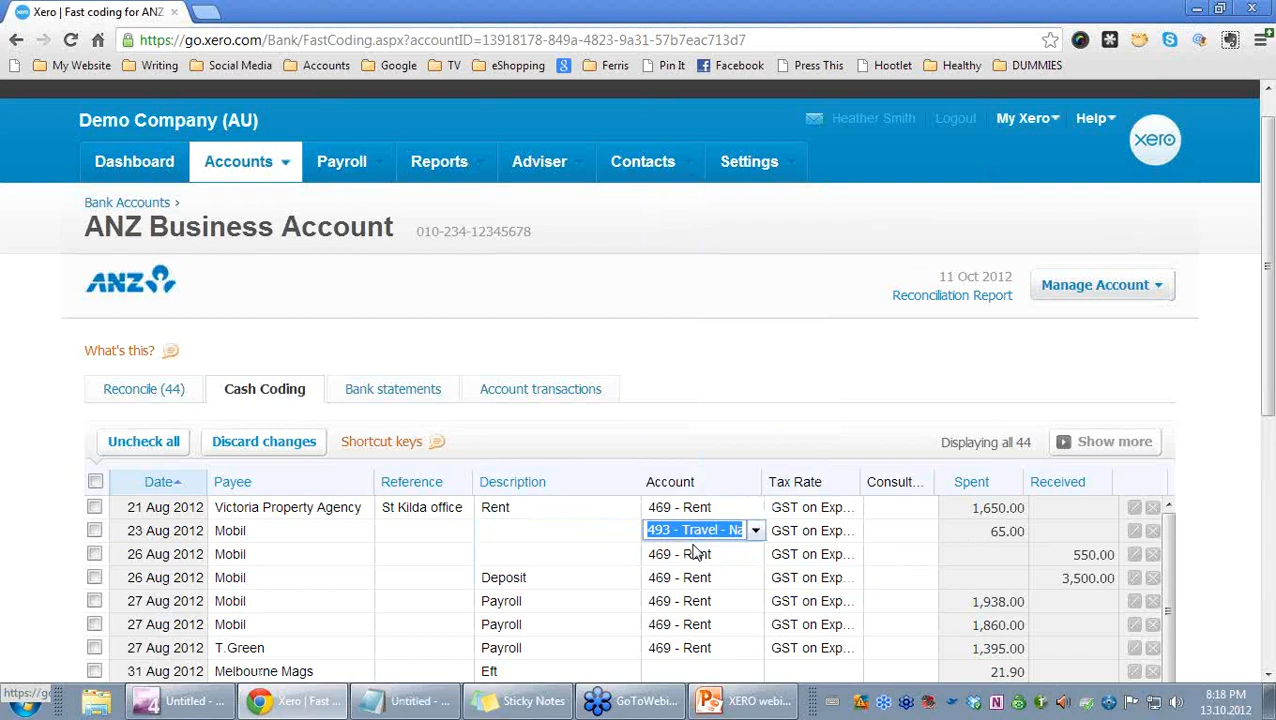 Xero | Fast coding for ANZ
https://go.xero.com/Bank/FastCoding.aspx?accountID=13918178-849a-4823-9a31-57b7eac713d7
My Website Writing Social Media Accounts Google TV eShopping Ferris Pin It Facebook Press This Hootlet Healthy DUMMIES
Demo Company (AU) Heather Smith Logout My Xero Help xero
Dashboard Accounts Payroll Reports Adviser Contacts Settings
Bank Accounts ›
ANZ Business Account 010-234-12345678
ANZ 11 Oct 2012 Manage Account
Reconciliation Report
What's this?
Reconcile (44) Cash Coding Bank statements Account transactions
Uncheck all Discard changes Shortcut keys Displaying all 44 Show more
Date Payee Reference Description Account Tax Rate Consult... Spent Received
21 Aug 2012 Victoria Property Agency St Kilda office Rent 469 - Rent GST on Exp... 1,650.00
23 Aug 2012 Mobil 493 - Travel - Na GST on Exp... 65.00
26 Aug 2012 Mobil 469 - Rent GST on Exp... 550.00
26 Aug 2012 Mobil Deposit 469 - Rent GST on Exp... 3,500.00
27 Aug 2012 Mobil Payroll 469 - Rent GST on Exp... 1,938.00
27 Aug 2012 Mobil Payroll 469 - Rent GST on Exp... 1,860.00
27 Aug 2012 T.Green Payroll 469 - Rent GST on Exp... 1,395.00
31 Aug 2012 Melbourne Mags Eft 469 - Rent GST on Exp... 21.90
https://go
Untitled - ... Xero | Fast ... Untitled - ... Sticky Notes GoToWebi... XERO webi... 8:18 PM
13.10.2012